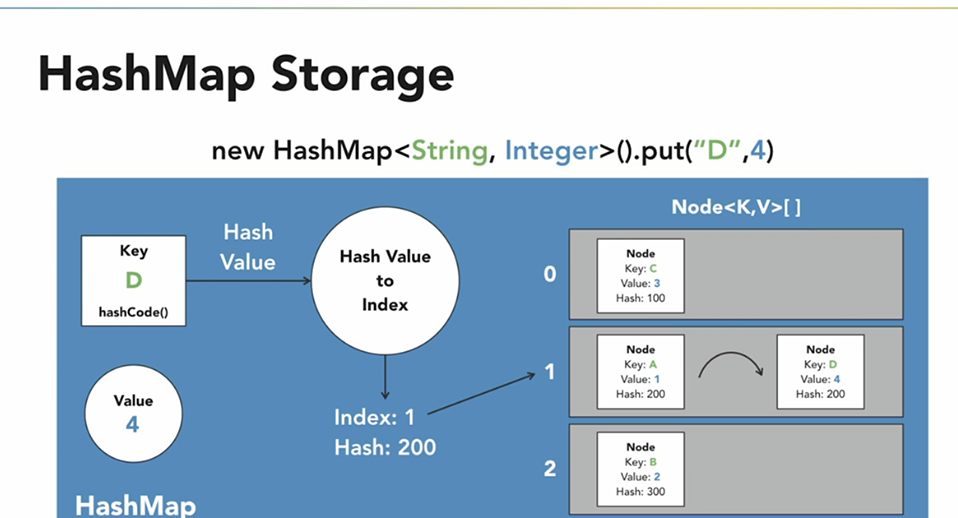 HashMap Storage
new HashMap<String, Integer>().put(“D”,4)
Node<K,V>[ ]
Key
D
hashCode()
Hash
Value
Hash Value
to
Index
Value
4
Index: 1
Hash: 200
HashMap
0
Node
Key: C
Value: 3
Hash: 100
1
Node
Key: A
Value: 1
Hash: 200
Node
Key: D
Value: 4
Hash: 200
2
Node
Key: B
Value: 2
Hash: 300